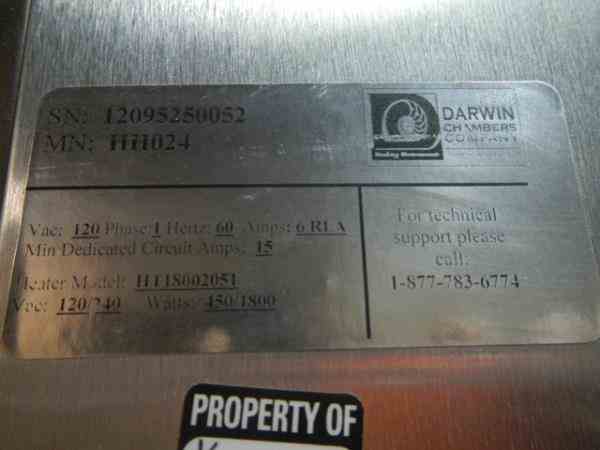 SN: 12095250052
MN: HH024
DARWIN
CHAMBERS
COMPANY
Vac: 120 Phase: 1 Hertz: 60 Amps: 6 RLA
Min Dedicated Circuit Amps: 15
Heater Model: HT18002051
Vac: 120/240 Watts: 450/1800
For technical
support please
call:
1-877-783-6774
PROPERTY OF